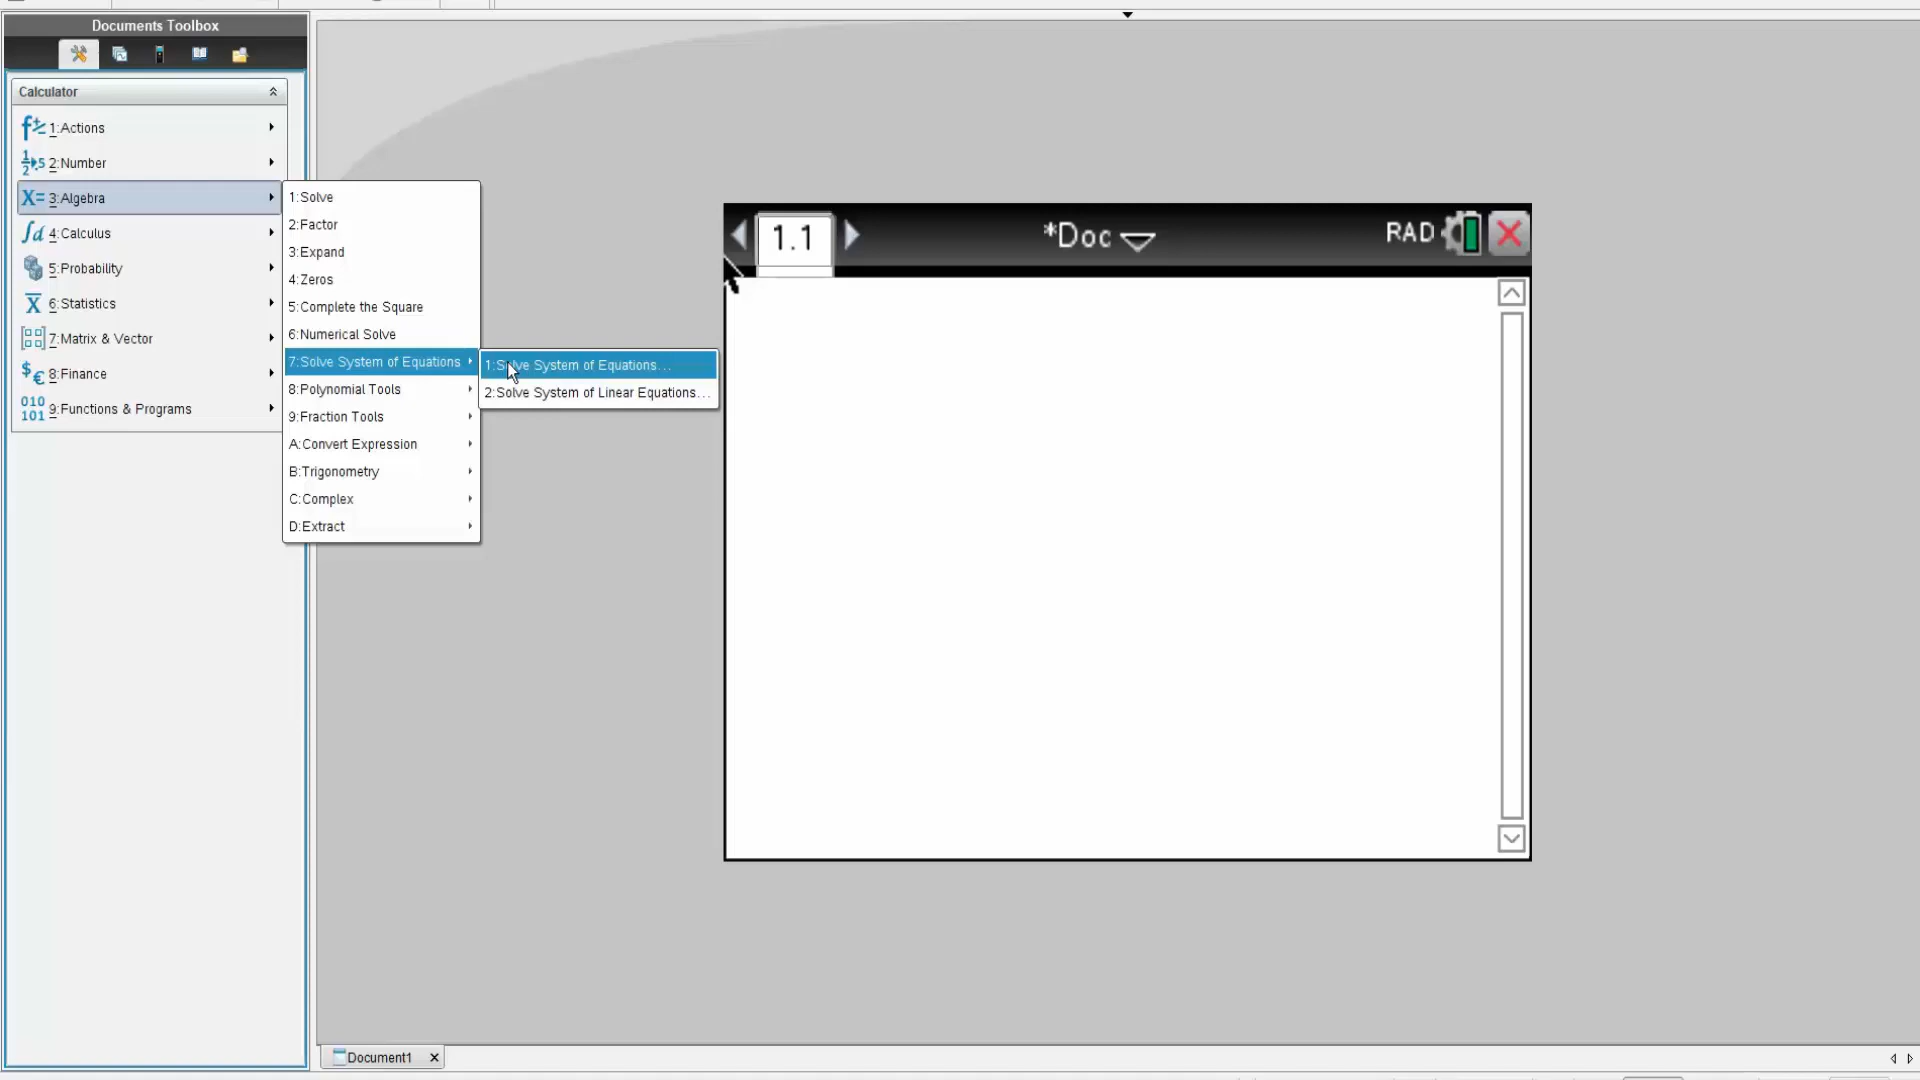 Documents Toolbox
Calculator
1:Actions
2:Number
3:Algebra
4:Calculus
5:Probability
6:Statistics
7:Matrix & Vector
8:Finance
9:Functions & Programs
1:Solve
2:Factor
3:Expand
4:Zeros
5:Complete the Square
6:Numerical Solve
7:Solve System of Equations
8:Polynomial Tools
9:Fraction Tools
A:Convert Expression
B:Trigonometry
C:Complex
D:Extract
1:Solve System of Equations...
2:Solve System of Linear Equations...
1.1
*Doc
RAD
Document1